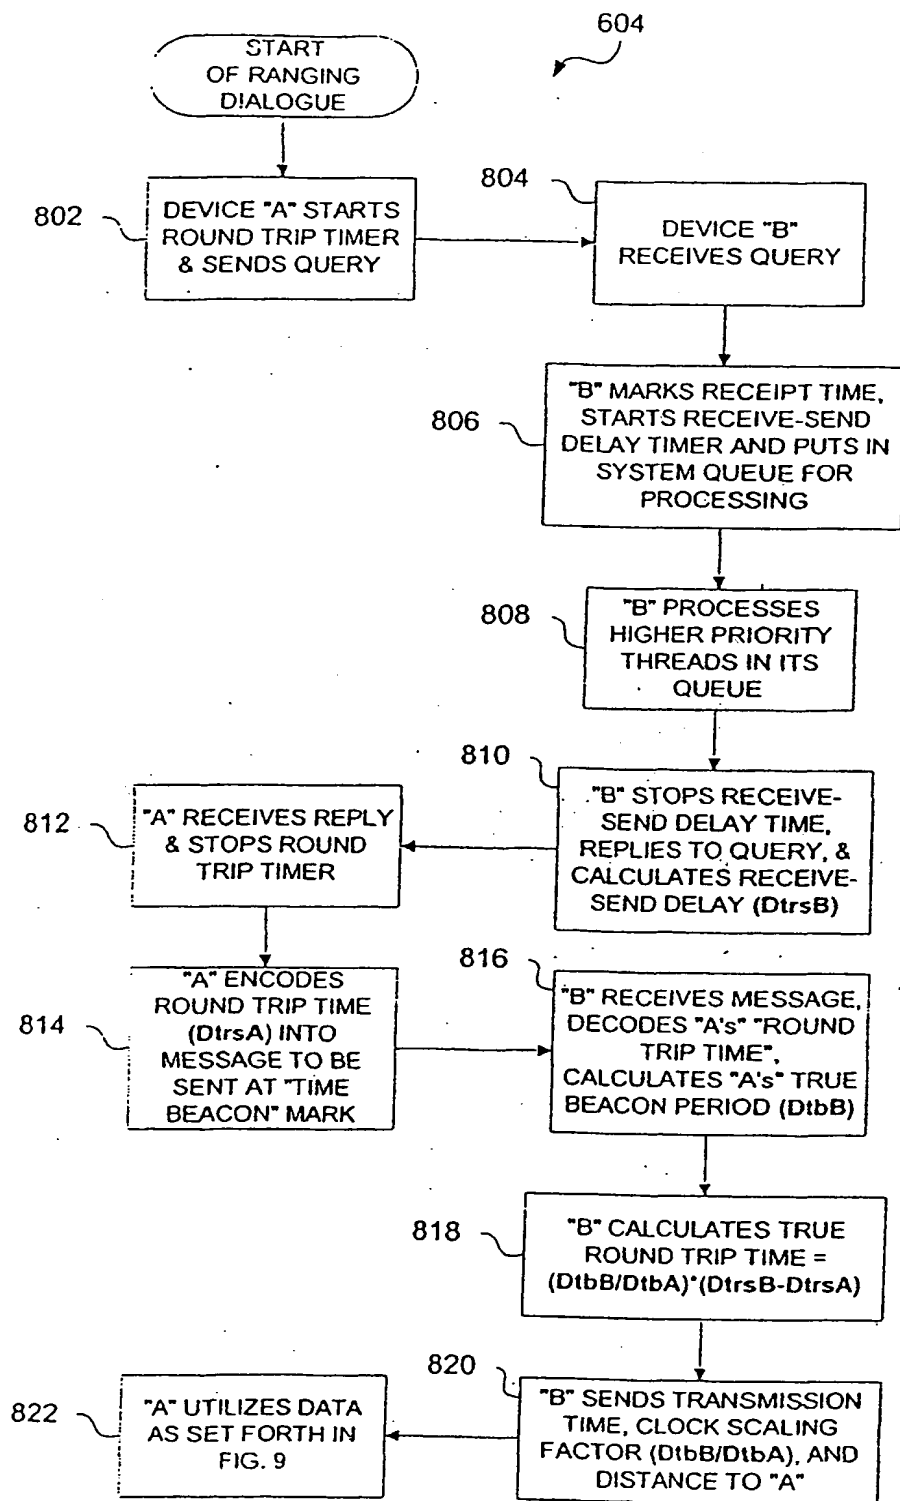 604
START
OF RANGING
DIALOGUE
802
DEVICE "A" STARTS
ROUND TRIP TIMER
& SENDS QUERY
804
DEVICE "B"
RECEIVES QUERY
806
"B" MARKS RECEIPT TIME,
STARTS RECEIVE-SEND
DELAY TIMER AND PUTS IN
SYSTEM QUEUE FOR
PROCESSING
808
"B" PROCESSES
HIGHER PRIORITY
THREADS IN ITS
QUEUE
810
"B" STOPS RECEIVE-
SEND DELAY TIME,
REPLIES TO QUERY, &
CALCULATES RECEIVE-
SEND DELAY (DtrsB)
812
"A" RECEIVES REPLY
& STOPS ROUND
TRIP TIMER
814
"A" ENCODES
ROUND TRIP TIME
(DtrsA) INTO
MESSAGE TO BE
SENT AT "TIME
BEACON" MARK
816
"B" RECEIVES MESSAGE,
DECODES "A's" "ROUND
TRIP TIME",
CALCULATES "A's" TRUE
BEACON PERIOD (DtbB)
818
"B" CALCULATES TRUE
ROUND TRIP TIME =
(DtbB/DtbA)*(DtrsB-DtrsA)
820
"B" SENDS TRANSMISSION
TIME, CLOCK SCALING
FACTOR (DtbB/DtbA), AND
DISTANCE TO "A"
822
"A" UTILIZES DATA
AS SET FORTH IN
FIG. 9